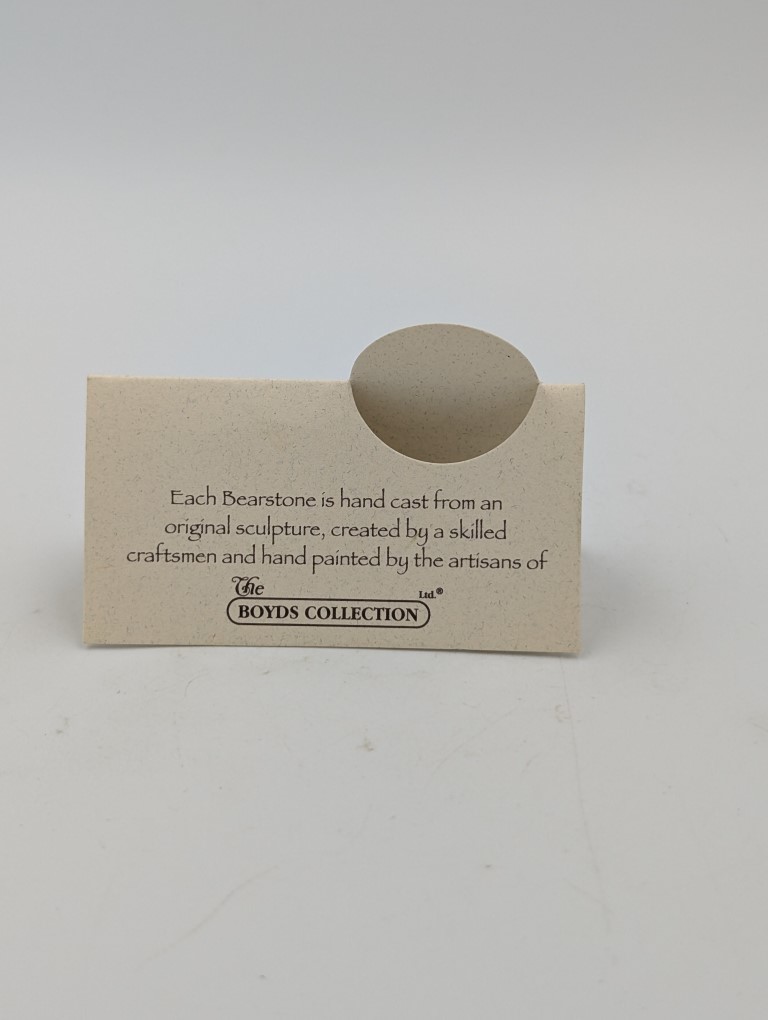 Each Bearstone is hand cast from an
original sculpture, created by a skilled
craftsmen and hand painted by the artisans of
The Ltd.®
BOYDS COLLECTION